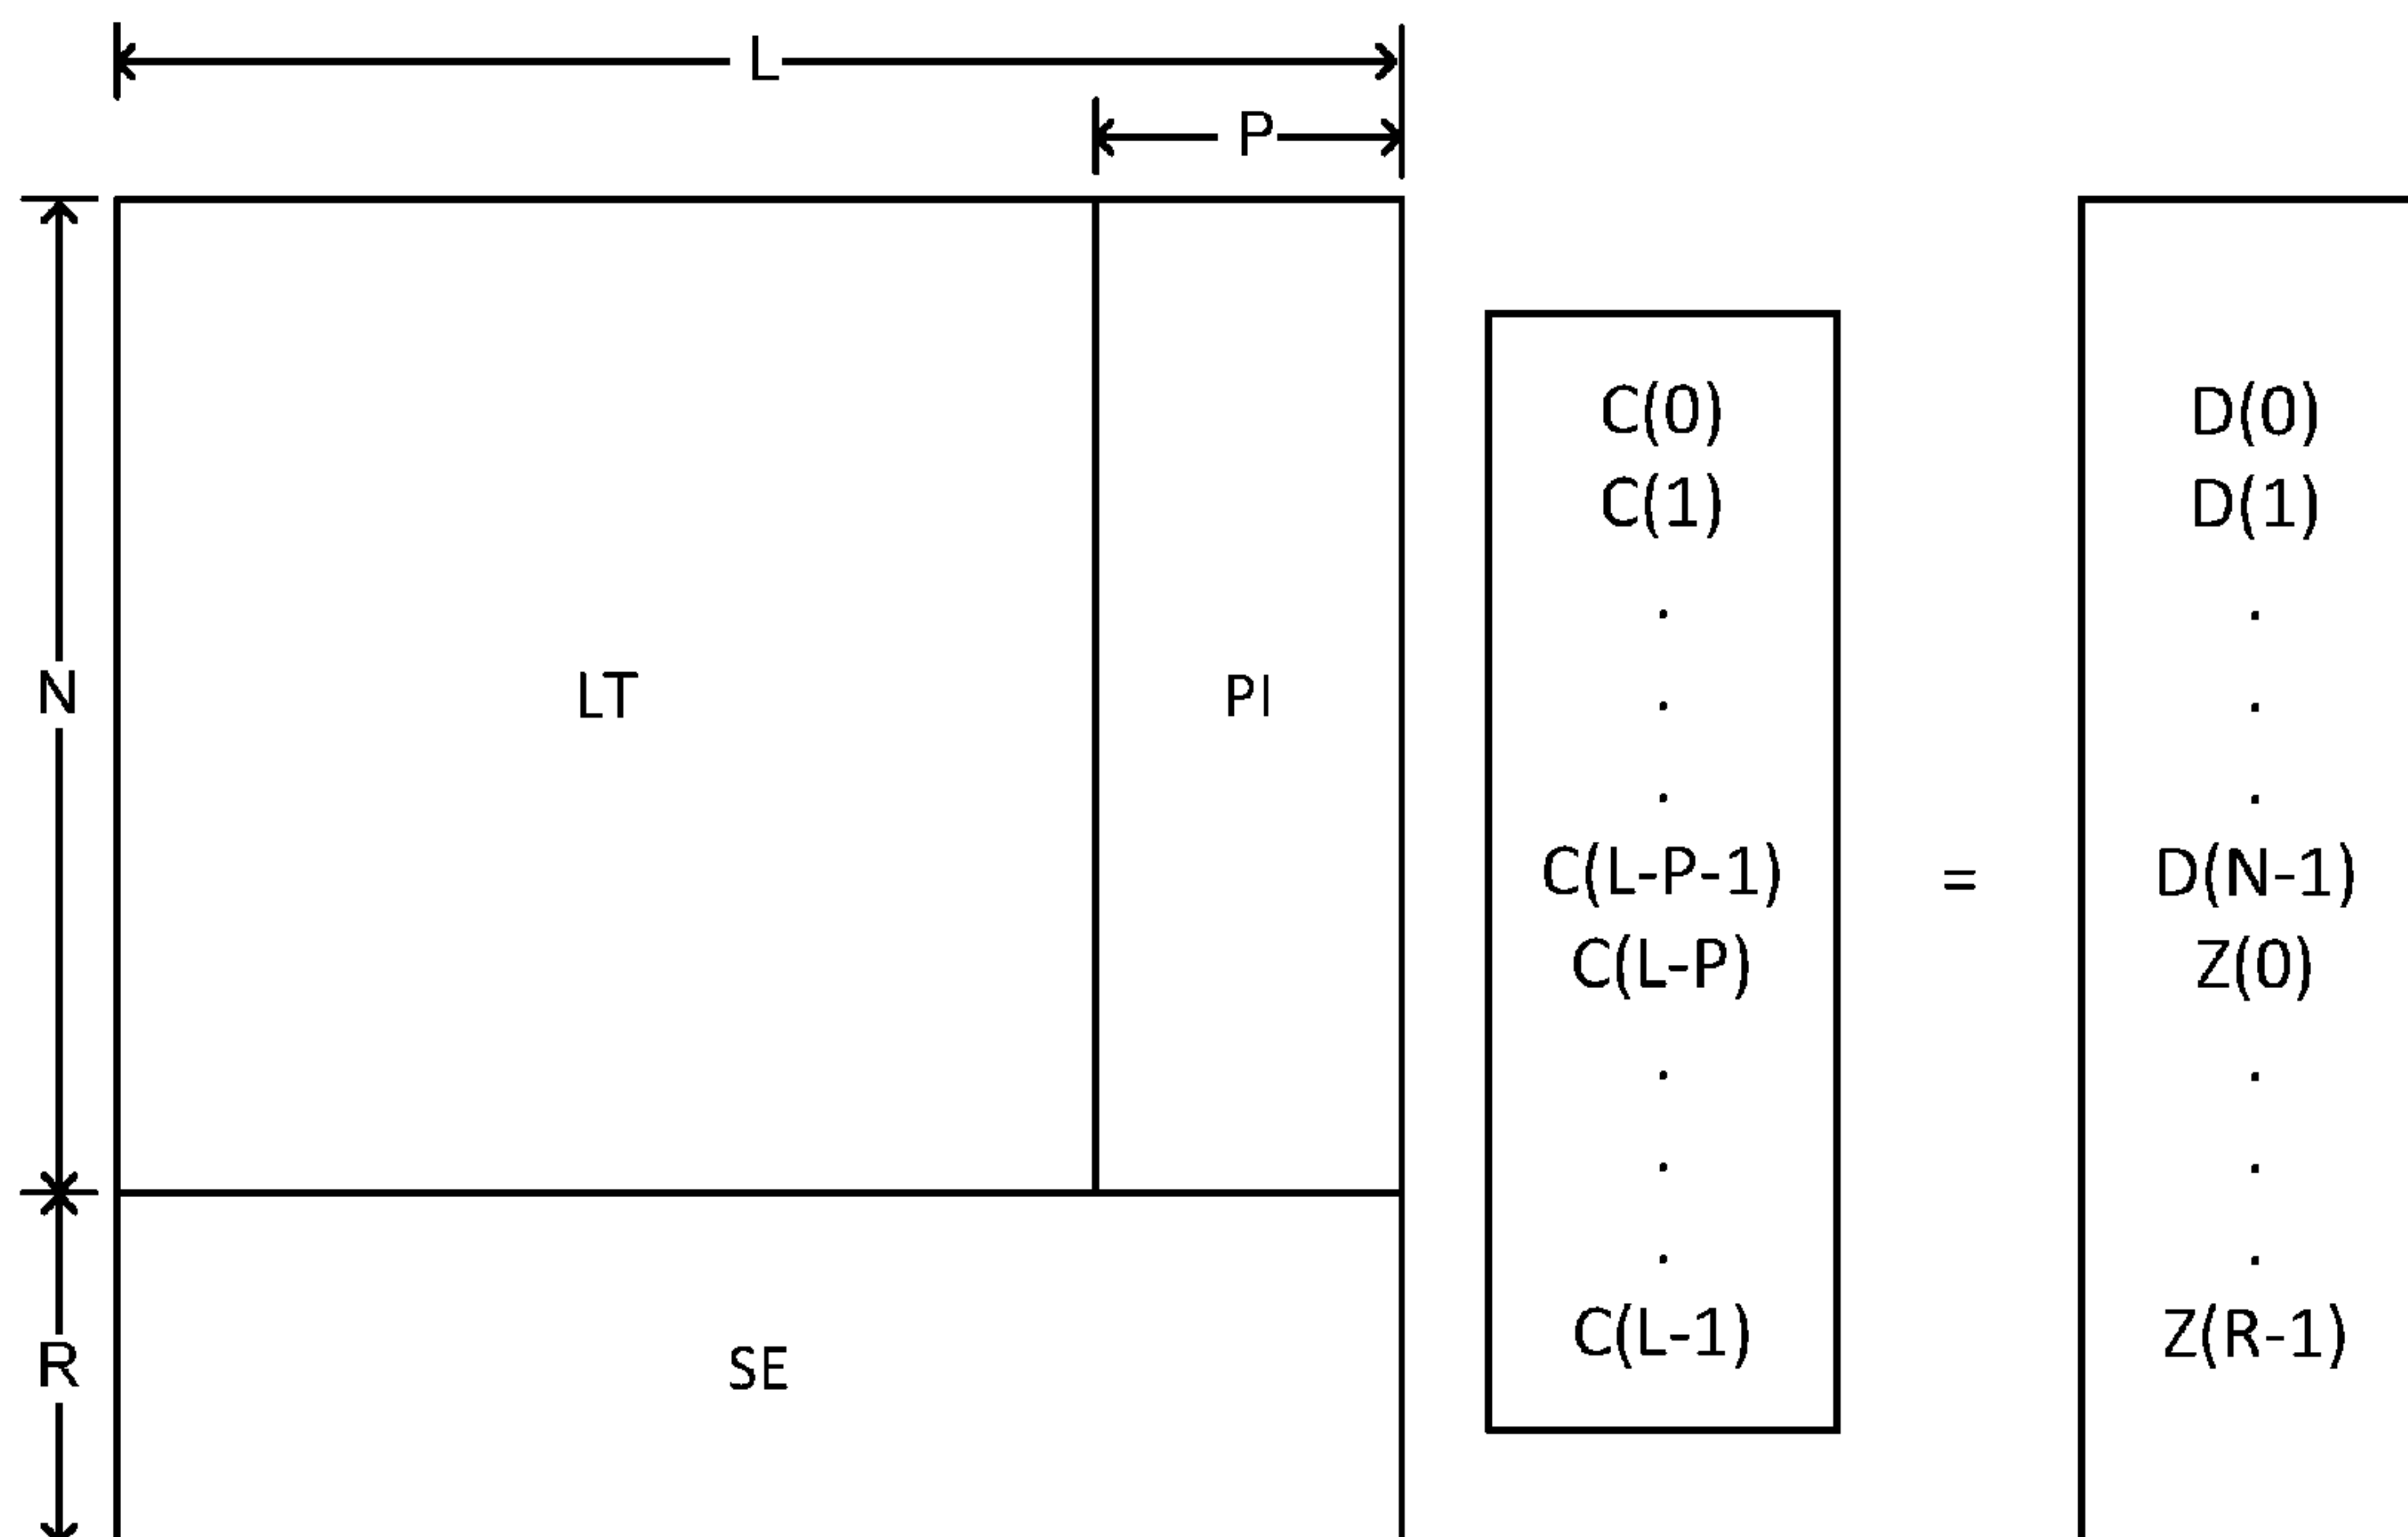 L
P
N
LT
PI
R
SE
C(0)
C(1)
.
.
.
C(L-P-1)
C(L-P)
.
.
.
C(L-1)
=
D(0)
D(1)
.
.
.
D(N-1)
Z(0)
.
.
.
Z(R-1)